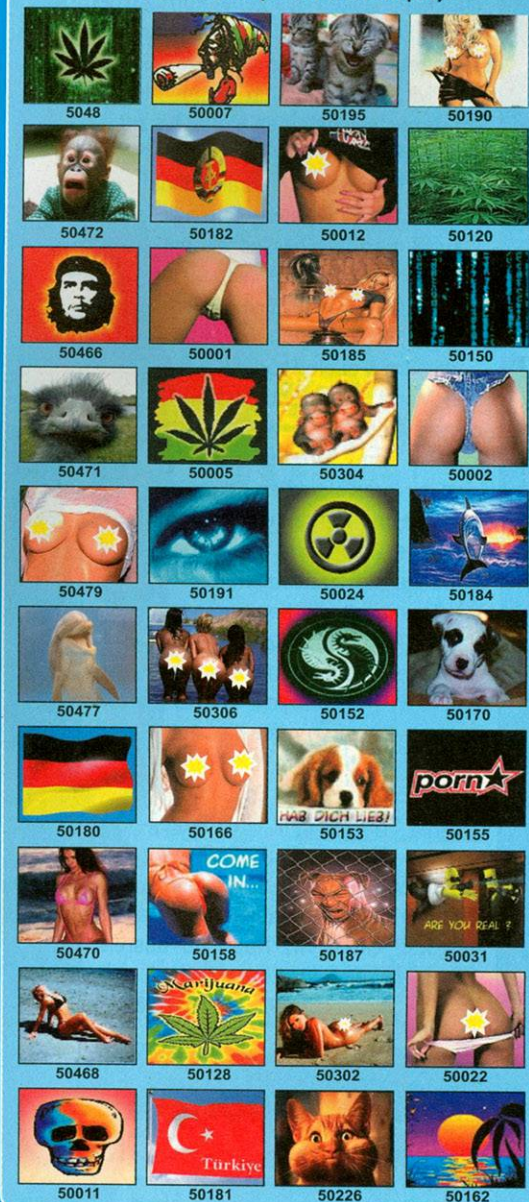 5048 50007 50195 50190
50472 50182 50012 50120
50466 50001 50185 50150
50471 50005 50304 50002
50479 50191 50024 50184
50477 50306 50152 50170
HAB DICH LIEB!
porn
50180 50166 50153 50155
COME
IN...
ARE YOU REAL ?
50470 50158 50187 50031
Marijuana
50468 50128 50302 50022
Türkiye
50011 50181 50226 50162